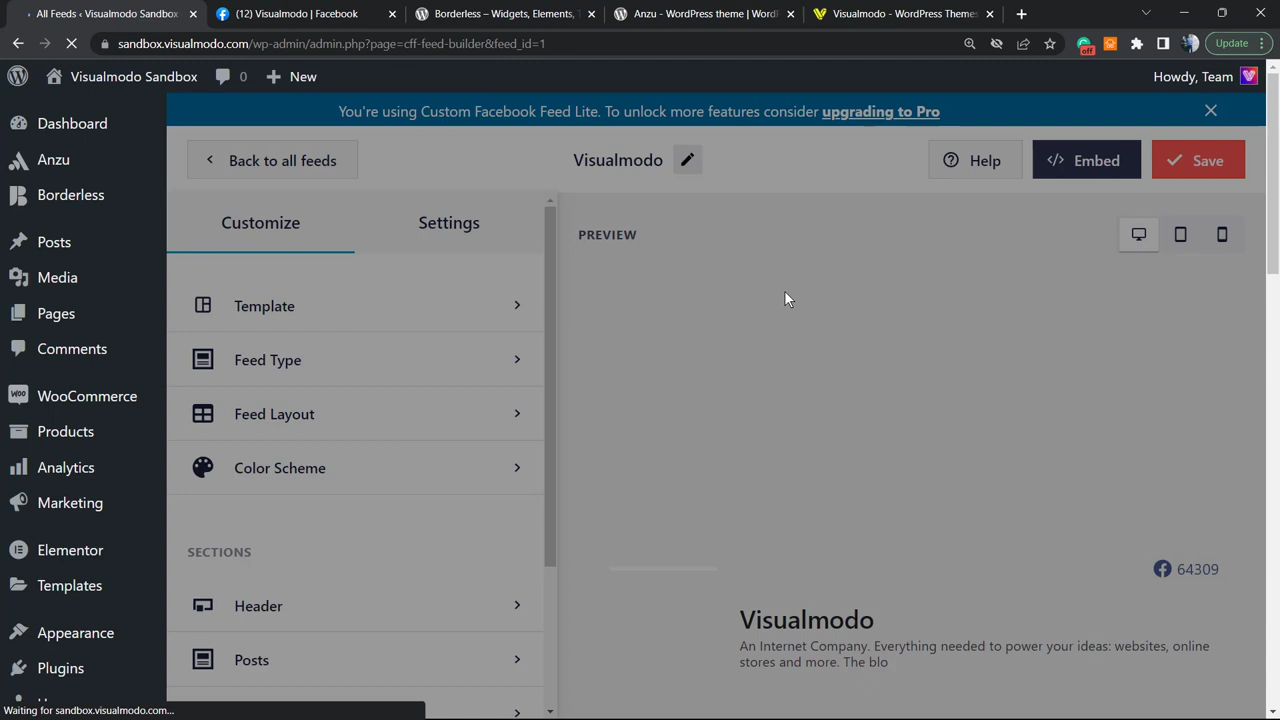 All Feeds ‹ Visualmodo Sandbox
(12) Visualmodo | Facebook
Borderless – Widgets, Elements, T
Anzu - WordPress theme | WordP
Visualmodo - WordPress Themes
sandbox.visualmodo.com/wp-admin/admin.php?page=cff-feed-builder&feed_id=1
off
Update
Visualmodo Sandbox
0
New
Howdy, Team
You're using Custom Facebook Feed Lite. To unlock more features consider upgrading to Pro
Dashboard
Anzu
Borderless
Posts
Media
Pages
Comments
WooCommerce
Products
Analytics
Marketing
Elementor
Templates
Appearance
Plugins
Back to all feeds
Visualmodo
Help
Embed
Save
Customize
Settings
Template
Feed Type
Feed Layout
Color Scheme
SECTIONS
Header
Posts
PREVIEW
64309
Visualmodo
An Internet Company. Everything needed to power your ideas: websites, online
stores and more. The blo
Waiting for sandbox.visualmodo.com...